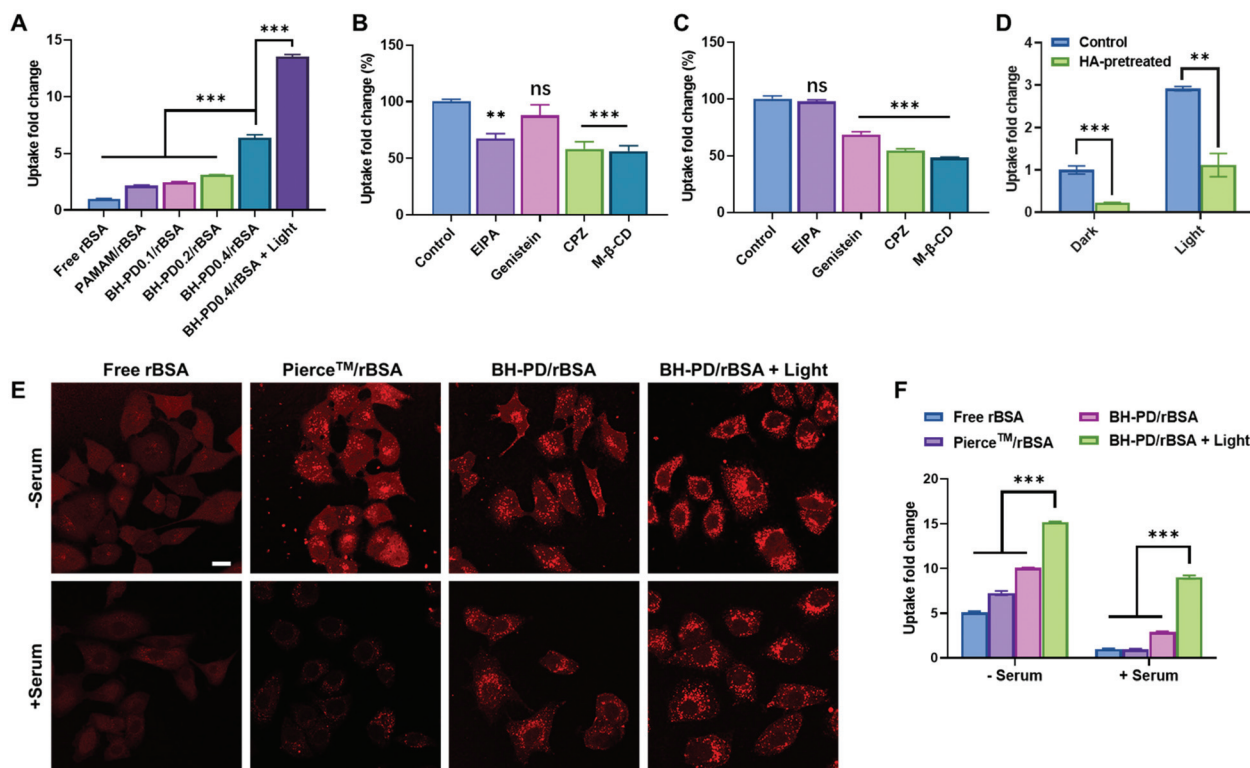 A
Uptake fold change
15
10
5
0
***
***
Free rBSA
PAMAM/rBSA
BH-PD0.1/rBSA
BH-PD0.2/rBSA
BH-PD0.4/rBSA
BH-PD0.4/rBSA + Light
B
Uptake fold change (%)
150
100
50
0
**
ns
***
Control
EIPA
Genistein
CPZ
M-β-CD
C
Uptake fold change (%)
150
100
50
0
ns
***
Control
EIPA
Genistein
CPZ
M-β-CD
D
Uptake fold change
4
3
2
1
0
Control
HA-pretreated
***
**
Dark
Light
E
Free rBSA
Pierce™/rBSA
BH-PD/rBSA
BH-PD/rBSA + Light
-Serum
+Serum
F
Free rBSA
BH-PD/rBSA
Pierce™/rBSA
BH-PD/rBSA + Light
Uptake fold change
20
15
10
5
0
***
***
- Serum
+ Serum